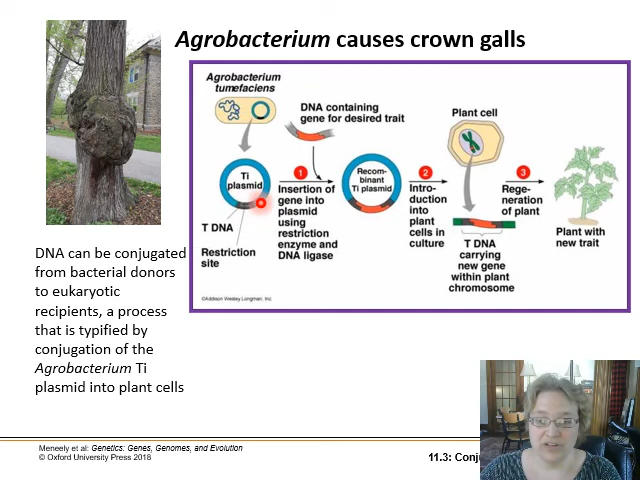 Agrobacterium causes crown galls
Agrobacterium
tumefaciens
DNA containing
gene for desired trait
Plant cell
Ti
plasmid
1
Recom-
binant
Ti plasmid
2
3
Insertion of
gene into
plasmid
using
restriction
enzyme and
DNA ligase
Intro-
duction
into
plant
cells in
culture
Rege-
neration
of plant
T DNA
Restriction
site
T DNA
carrying
new gene
within plant
chromosome
Plant with
new trait
©Addison Wesley Longman, Inc.
DNA can be conjugated
from bacterial donors
to eukaryotic
recipients, a process
that is typified by
conjugation of the
Agrobacterium Ti
plasmid into plant cells
Meneely et al: Genetics: Genes, Genomes, and Evolution
© Oxford University Press 2018
11.3: Conju